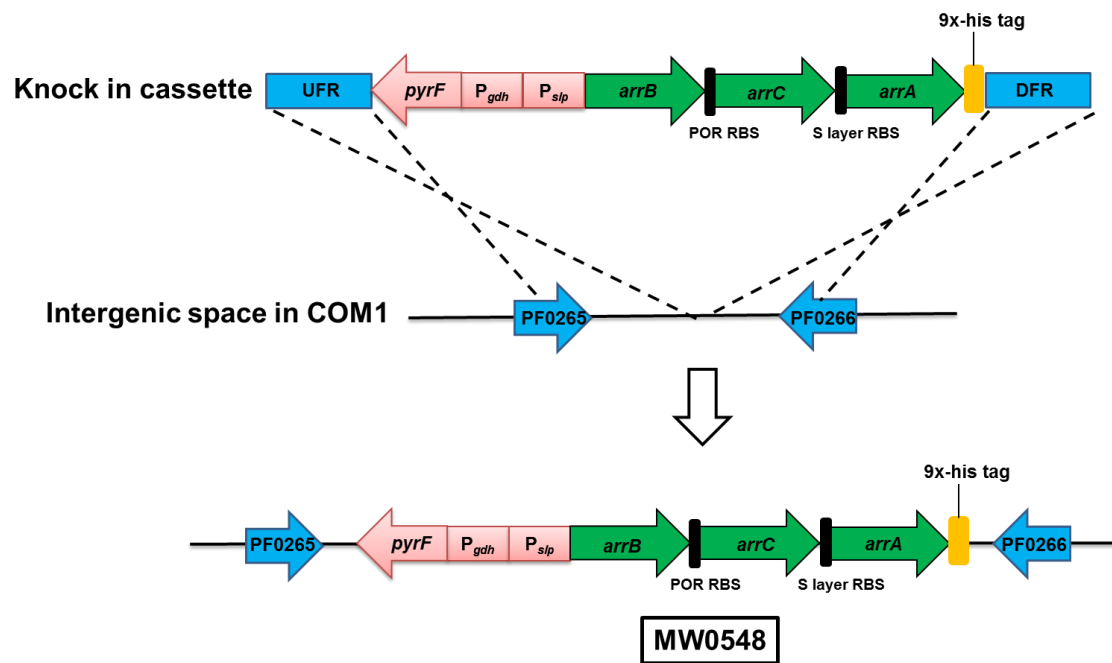 9x-his tag
Knock in cassette UFR pyrF Pgdh Pslp arrB arrC arrA DFR
POR RBS S layer RBS
Intergenic space in COM1 PF0265 PF0266
9x-his tag
PF0265 pyrF Pgdh Pslp arrB arrC arrA PF0266
POR RBS S layer RBS
MW0548